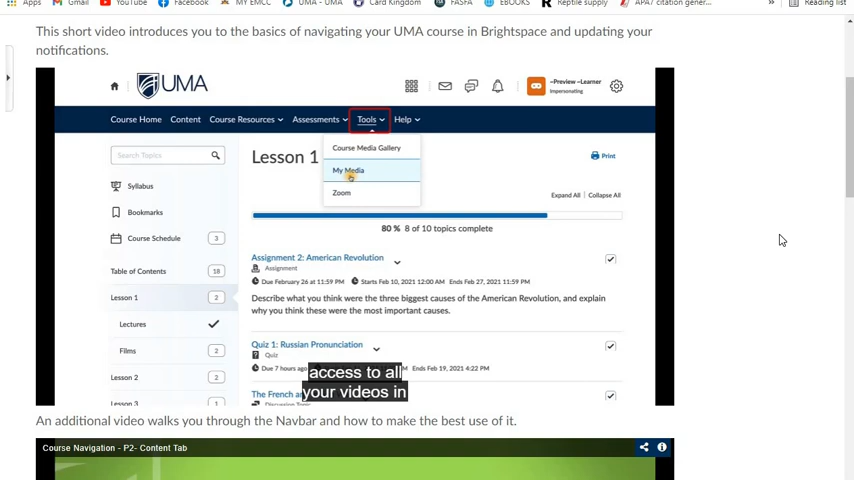 Apps Gmail YouTube Facebook MY EMCC UMA - UMA Card Kingdom FASFA EBOOKS Reptile supply APA7 citation gener... » Reading list
This short video introduces you to the basics of navigating your UMA course in Brightspace and updating your
notifications.
UMA
~Preview ~Learner
Impersonating
Course Home Content Course Resources Assessments Tools Help
Search Topics
Lesson 1
Course Media Gallery
My Media
Zoom
Print
Expand All | Collapse All
80 % 8 of 10 topics complete
Syllabus
Bookmarks
Course Schedule 3
Table of Contents 18
Lesson 1 2
Lectures
Films 2
Lesson 2 2
Lesson 3 1
Assignment 2: American Revolution
Assignment
Due February 26 at 11:59 PM Starts Feb 10, 2021 12:00 AM Ends Feb 27, 2021 11:59 PM
Describe what you think were the three biggest causes of the American Revolution, and explain
why you think these were the most important causes.
Quiz 1: Russian Pronunciation
Quiz
Due 7 hours Ends Feb 19, 2021 4:22 PM
The French
access to all
your videos in
An additional video walks you through the Navbar and how to make the best use of it.
Course Navigation - P2- Content Tab